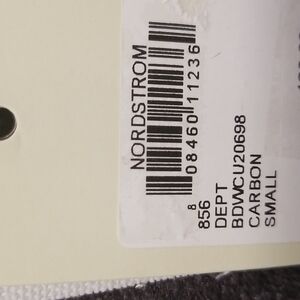 NORDSTROM
08460 11236
8
856
DEPT
BDWCU20698
CARBON
SMALL